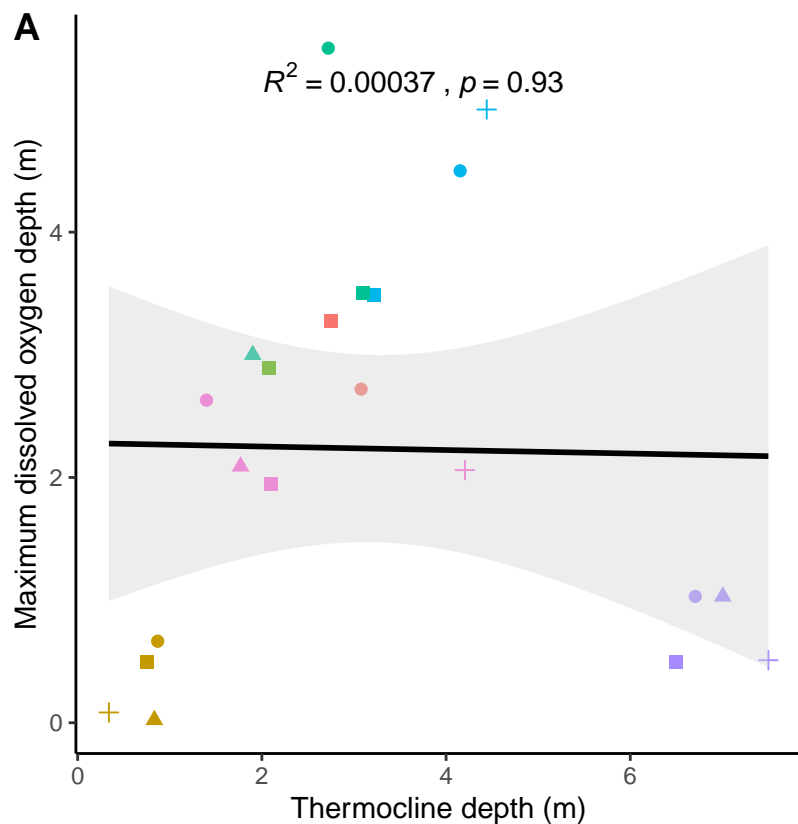 A
R² = 0.00037 , p = 0.93
Maximum dissolved oxygen depth (m)
4
2
0
0 2 4 6
Thermocline depth (m)